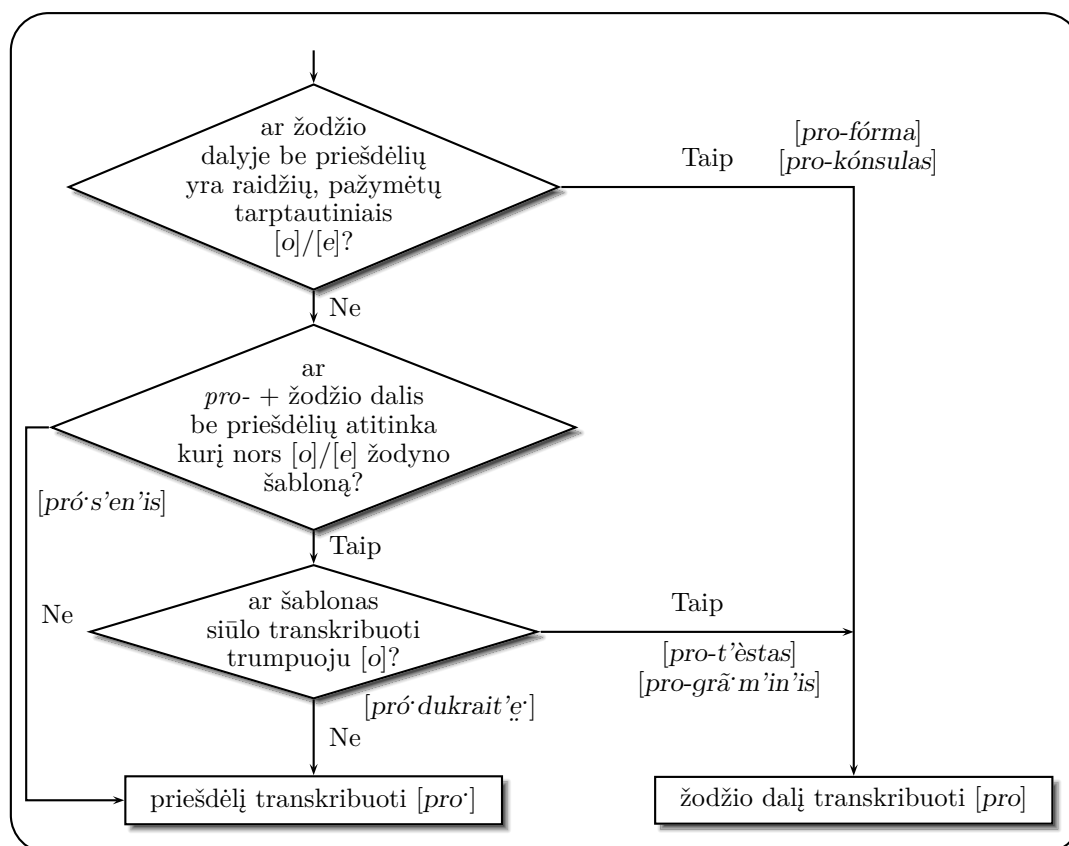 ar žodžio
dalyje be priešdėlių
yra raidžių, pažymėtų
tarptautiniais
[o]/[e]?
Taip
[pro-fórma]
[pro-kónsulas]
Ne
ar
pro- + žodžio dalis
be priešdėlių atitinka
kurį nors [o]/[e] žodyno
šabloną?
[pró·s’en’is]
Taip
Ne
ar šablonas
siūlo transkribuoti
trumpuoju [o]?
Taip
[pro-t’èstas]
[pro-grã·m’in’is]
[pró·dukrait’e̤·]
Ne
priešdėlį transkribuoti [pro·]
žodžio dalį transkribuoti [pro]